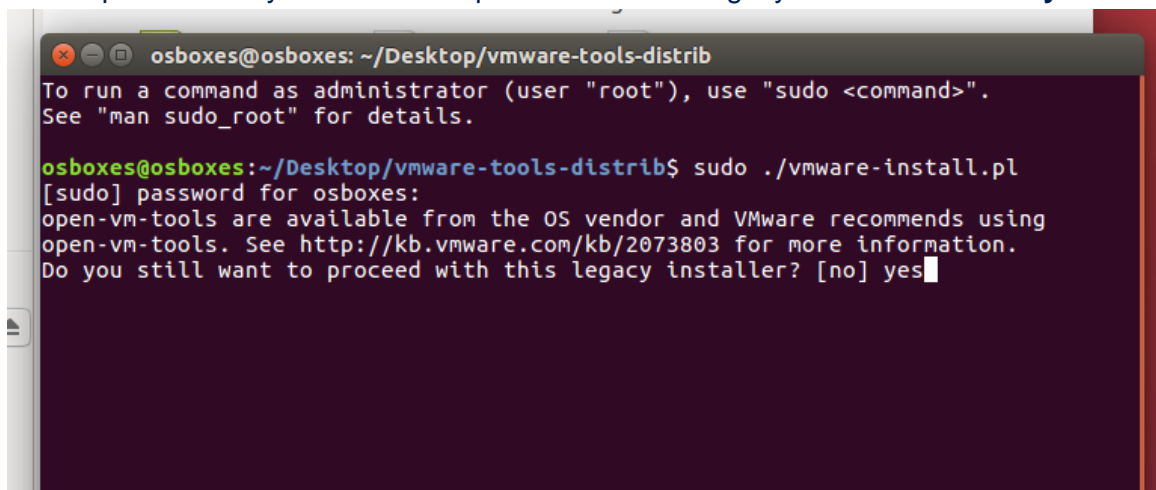 osboxes@osboxes: ~/Desktop/vmware-tools-distrib
To run a command as administrator (user "root"), use "sudo <command>".
See "man sudo_root" for details.
osboxes@osboxes:~/Desktop/vmware-tools-distrib$ sudo ./vmware-install.pl
[sudo] password for osboxes:
open-vm-tools are available from the OS vendor and VMware recommends using
open-vm-tools. See http://kb.vmware.com/kb/2073803 for more information.
Do you still want to proceed with this legacy installer? [no] yes